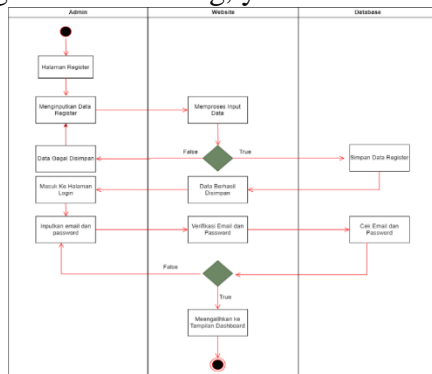 Admin
Website
Database
Halaman Register
Menginputkan Data
Register
Memproses Input
Data
False
True
Data Gagal Disimpan
Simpan Data Register
Masuk Ke Halaman
Login
Data Berhasil
Disimpan
Inputkan email dan
password
Verifikasi Email dan
Password
Cek Email dan
Password
False
True
Tampilan Dashboard